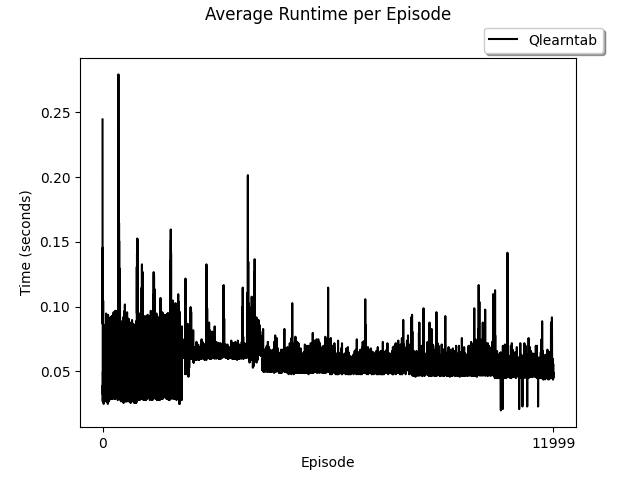 Average Runtime per Episode
Qlearntab
0.25
0.20
0.15
0.10
0.05
Time (seconds)
0 11999
Episode